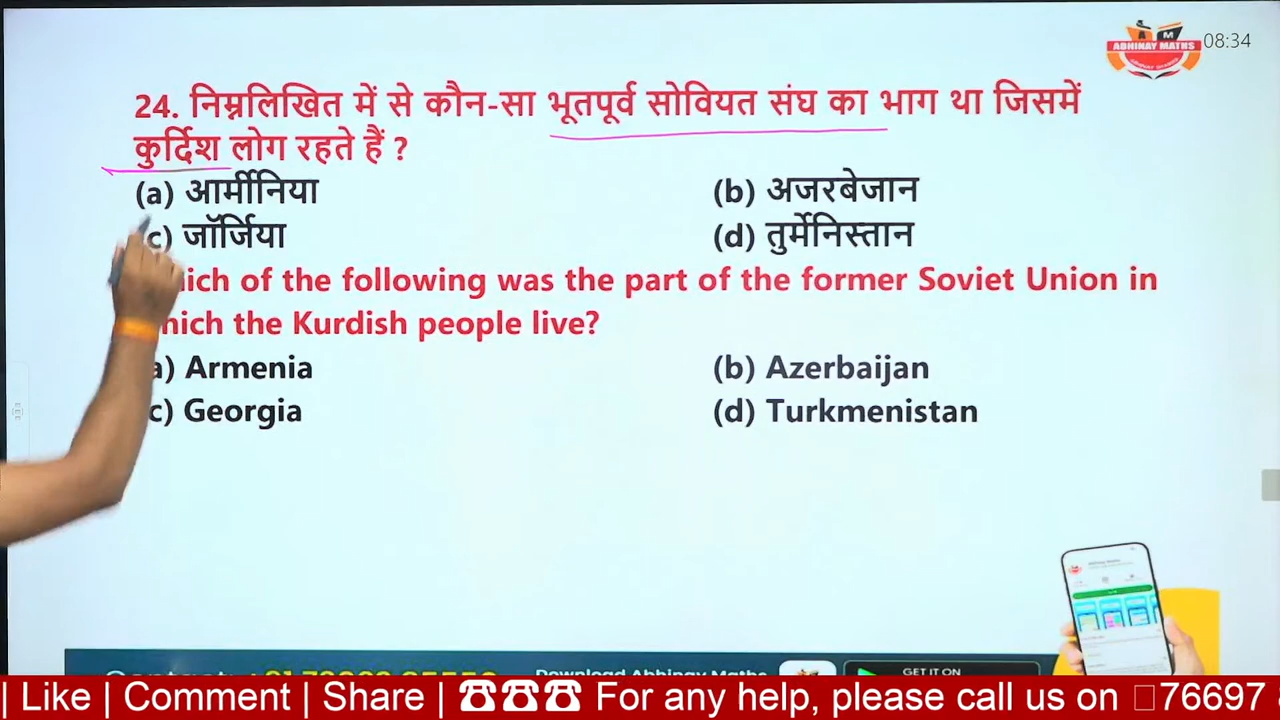 ABHINAY MATHS
08:34
24. निम्नलिखित में से कौन-सा भूतपूर्व सोवियत संघ का भाग था जिसमें
कुर्दिश लोग रहते हैं ?
(a) आर्मीनिया (b) अजरबेजान
c) जॉर्जिया (d) तुर्मेनिस्तान
ich of the following was the part of the former Soviet Union in
hich the Kurdish people live?
a) Armenia (b) Azerbaijan
c) Georgia (d) Turkmenistan
Download Abhinay Maths
GET IT ON
| Like | Comment | Share | ☎☎☎ For any help, please call us on 76697